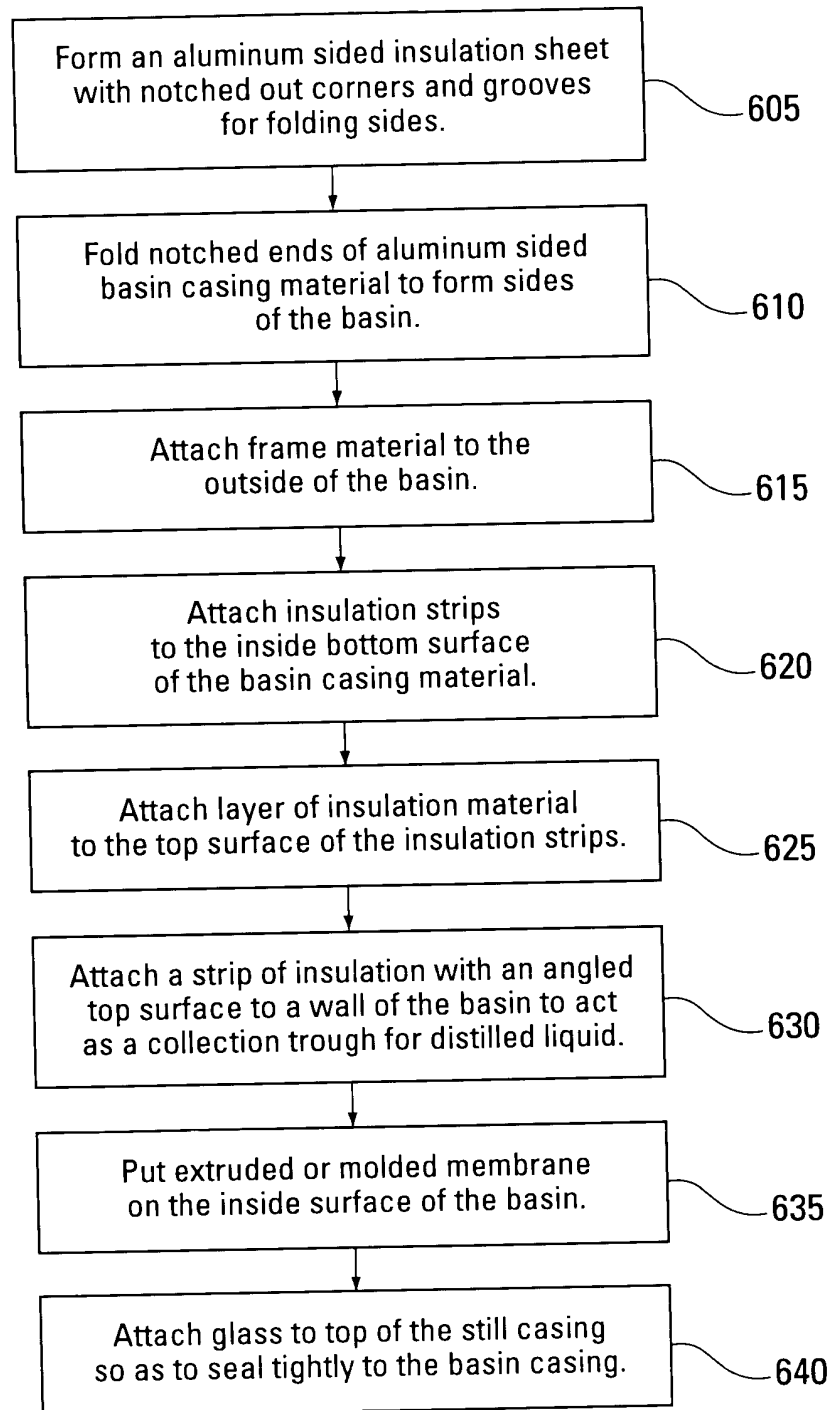 Form an aluminum sided insulation sheet
with notched out corners and grooves
for folding sides.
605
Fold notched ends of aluminum sided
basin casing material to form sides
of the basin.
610
Attach frame material to the
outside of the basin.
615
Attach insulation strips
to the inside bottom surface
of the basin casing material.
620
Attach layer of insulation material
to the top surface of the insulation strips.
625
Attach a strip of insulation with an angled
top surface to a wall of the basin to act
as a collection trough for distilled liquid.
630
Put extruded or molded membrane
on the inside surface of the basin.
635
Attach glass to top of the still casing
so as to seal tightly to the basin casing.
640